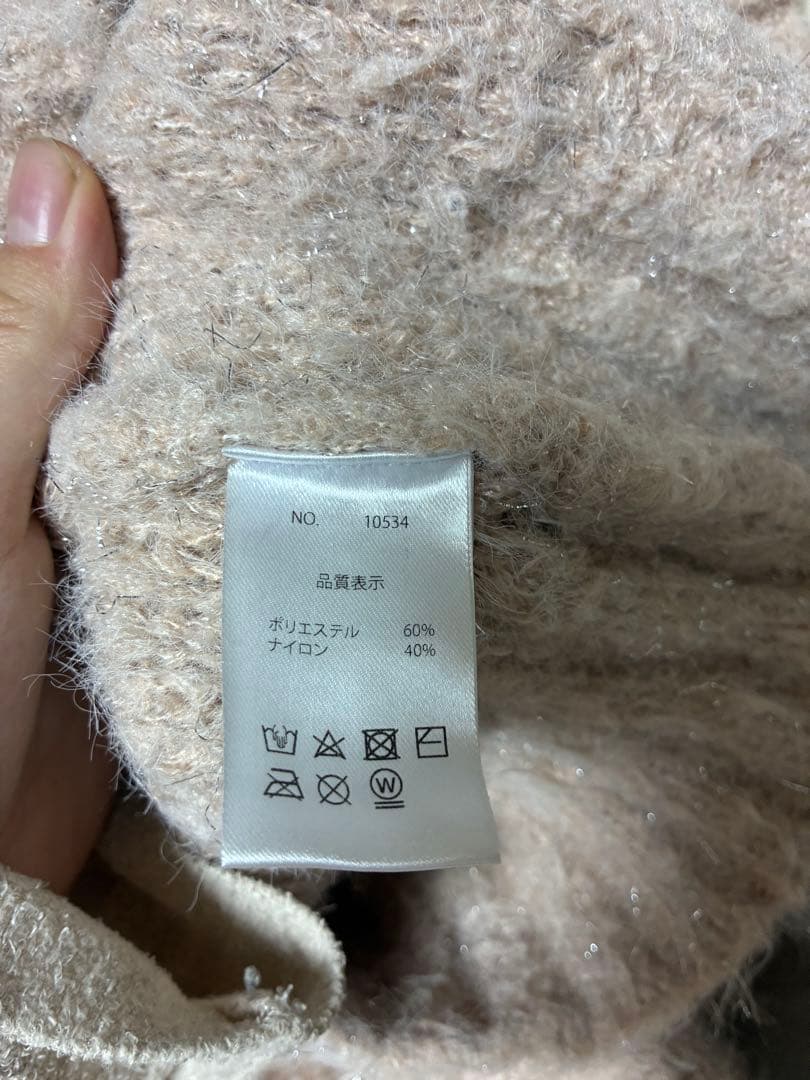 NO. 10534
品質表示
ポリエステル 60%
ナイロン 40%
W